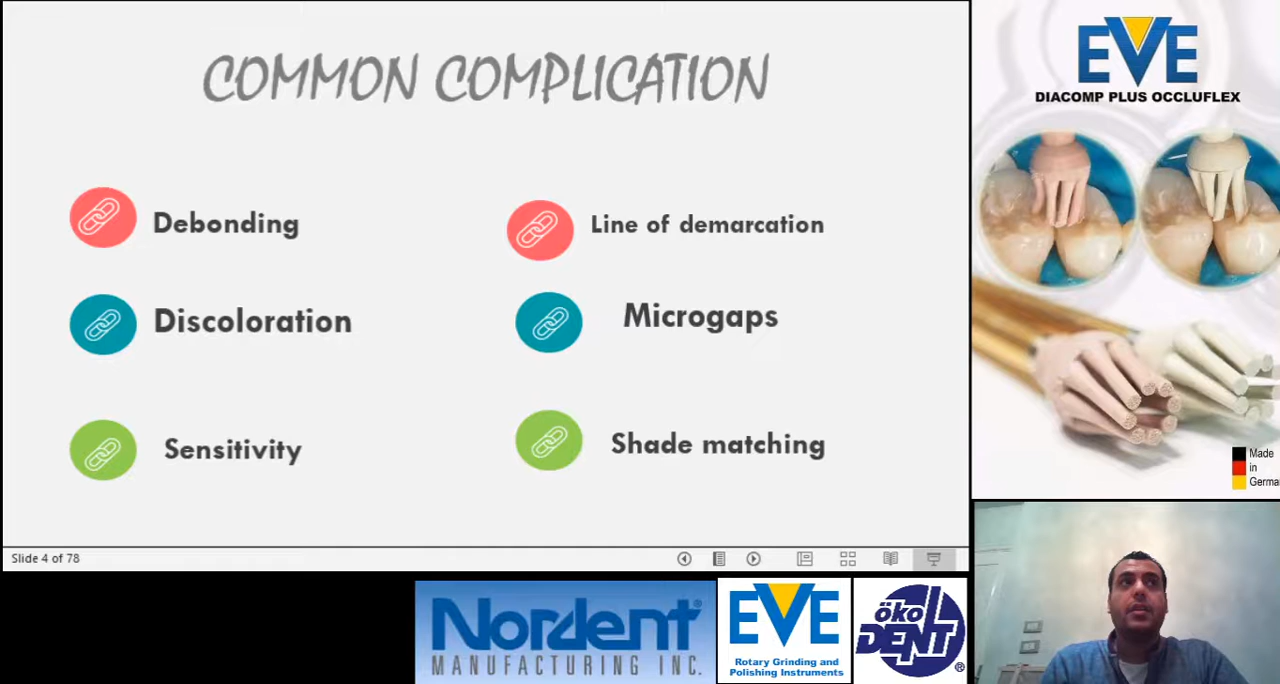 COMMON COMPLICATION
Debonding
Line of demarcation
Discoloration
Microgaps
Sensitivity
Shade matching
Slide 4 of 78
EVE
DIACOMP PLUS OCCLUFLEX
Made
in
Germa
Nordent®
MANUFACTURING INC.
EVE
Rotary Grinding and
Polishing Instruments
öko
DENT®